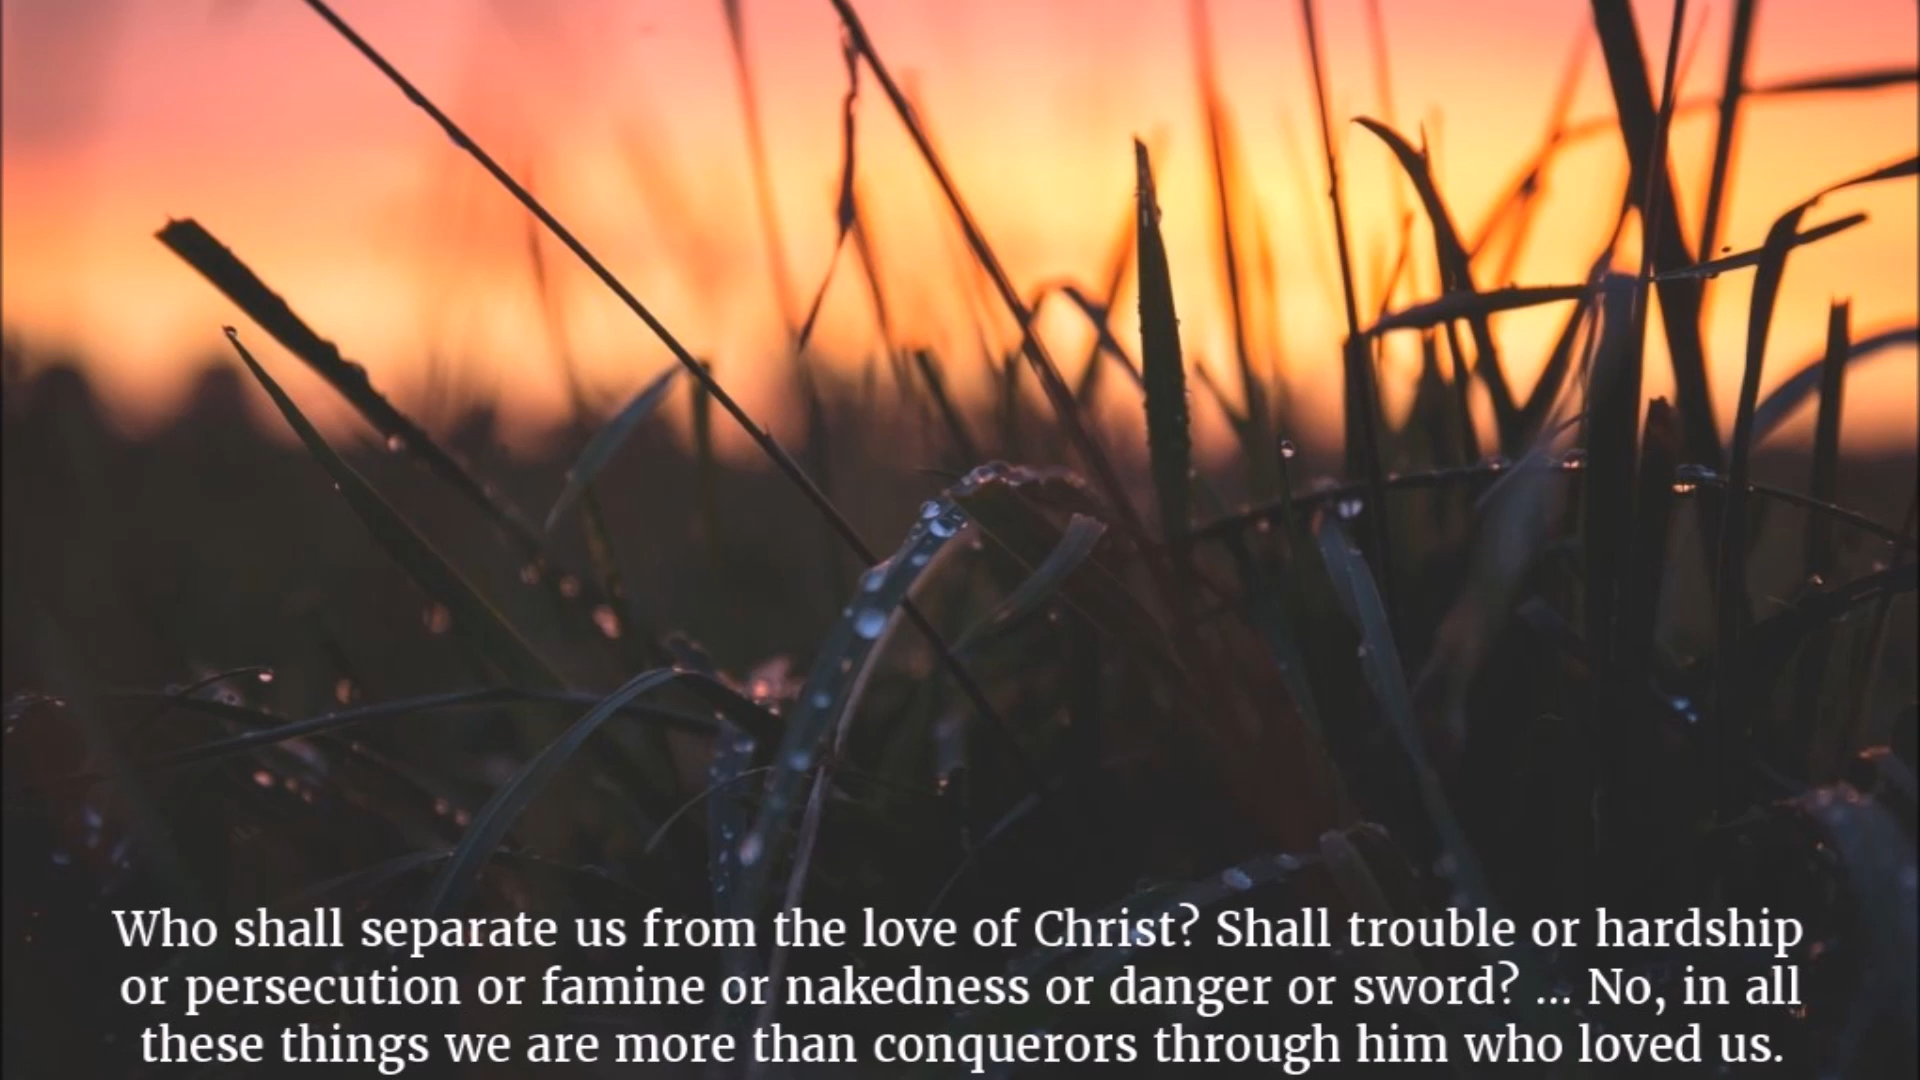 Who shall separate us from the love of Christ? Shall trouble or hardship
or persecution or famine or nakedness or danger or sword? ... No, in all
these things we are more than conquerors through him who loved us.